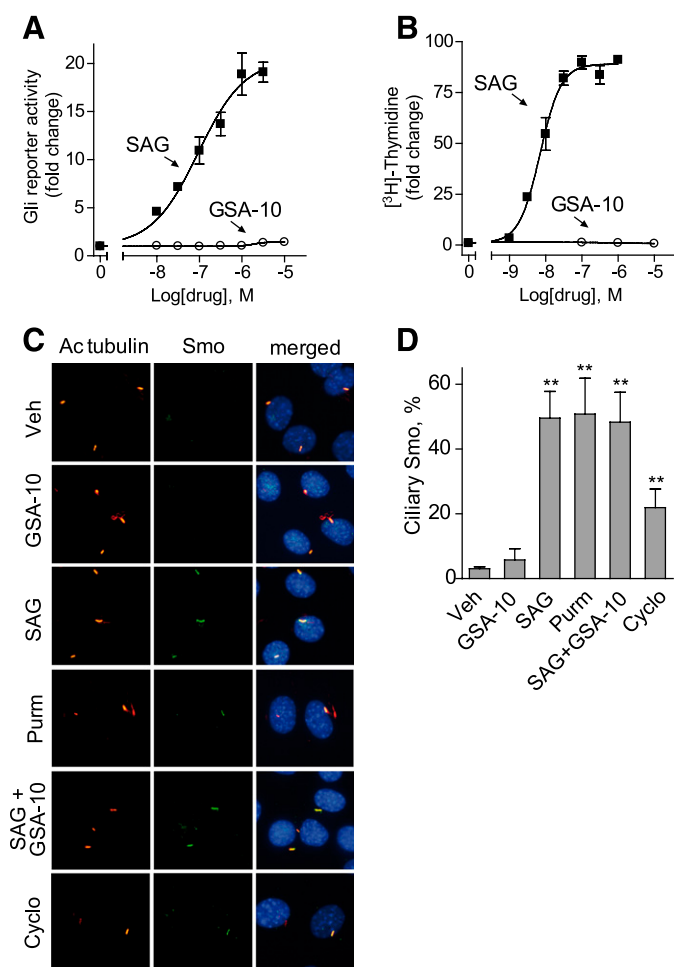 A
Gli reporter activity
(fold change)
20
15
10
5
0
SAG
GSA-10
0
-8
-7
-6
-5
Log[drug], M
B
[³H]-Thymidine
(fold change)
100
75
50
25
0
SAG
GSA-10
0
-9
-8
-7
-6
-5
Log[drug], M
C
Ac tubulin
Smo
merged
Veh
GSA-10
SAG
Purm
SAG +
GSA-10
Cyclo
D
Ciliary Smo, %
60
40
20
0
**
**
**
**
Veh
GSA-10
SAG
Purm
SAG+GSA-10
Cyclo